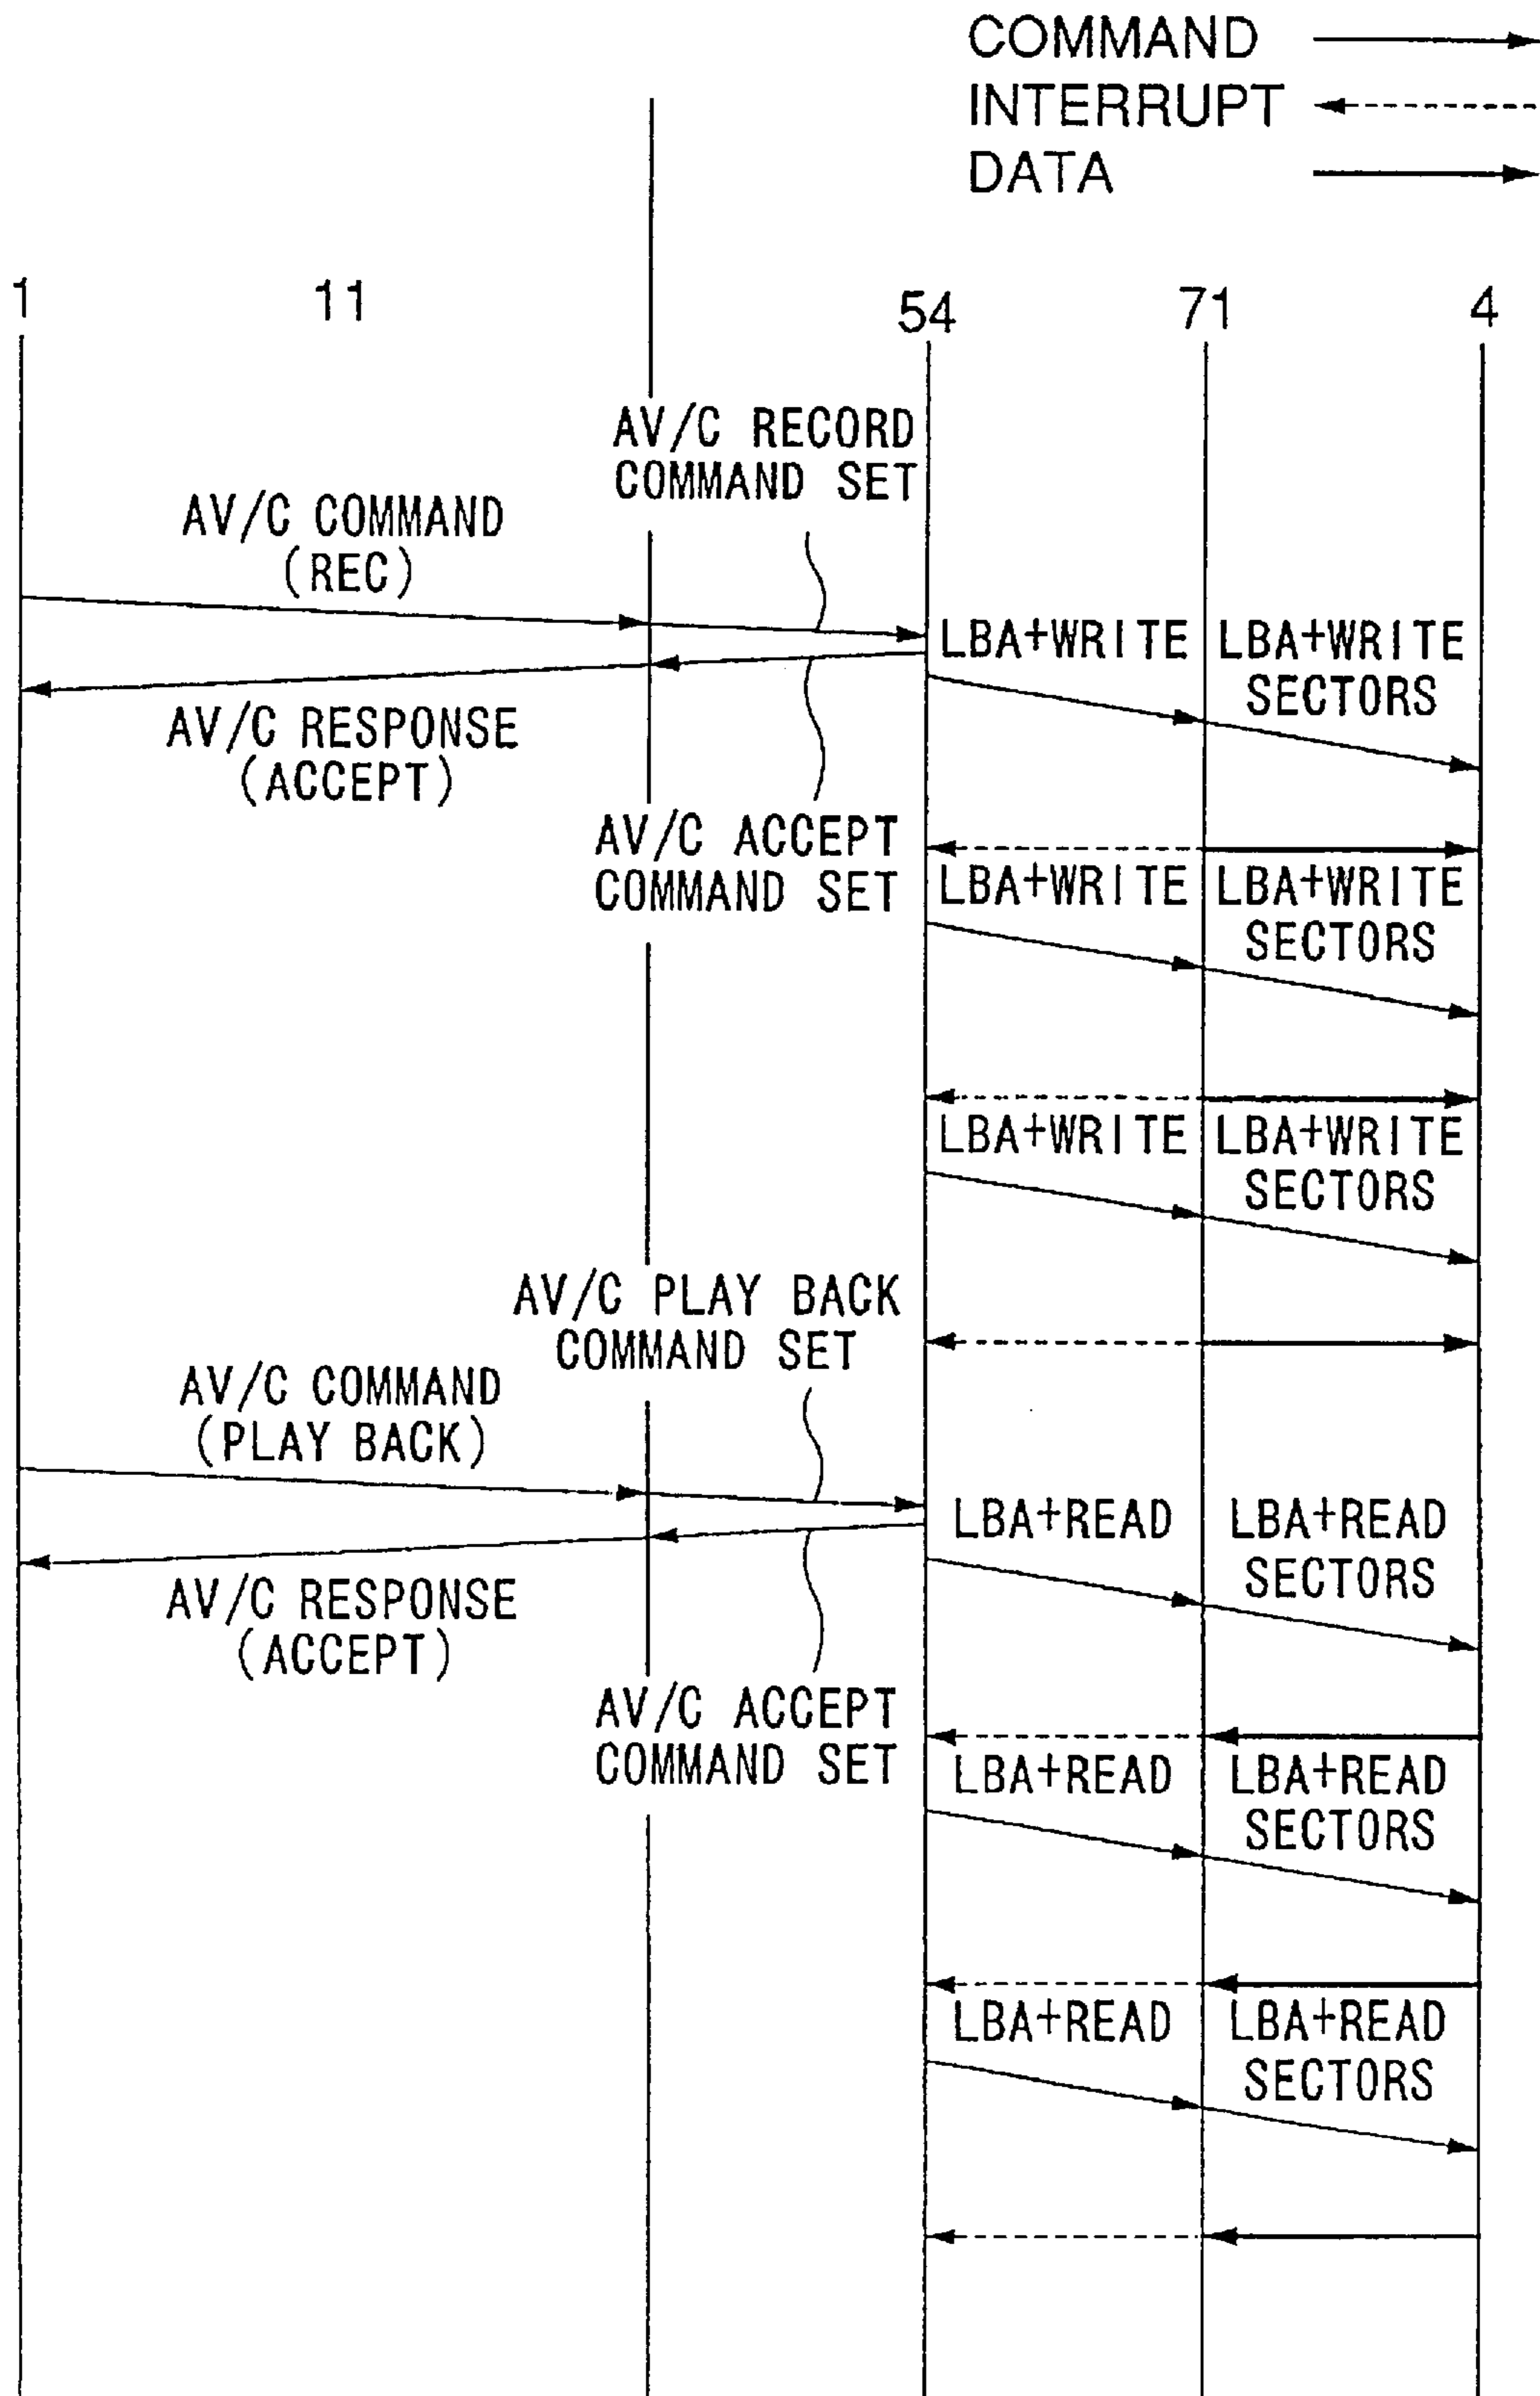 COMMAND
INTERRUPT
DATA
1
11
54
71
4
AV/C RECORD
COMMAND SET
AV/C COMMAND
(REC)
LBA+WRITE
LBA+WRITE
SECTORS
AV/C RESPONSE
(ACCEPT)
AV/C ACCEPT
COMMAND SET
LBA+WRITE
LBA+WRITE
SECTORS
LBA+WRITE
LBA+WRITE
SECTORS
AV/C PLAY BACK
COMMAND SET
AV/C COMMAND
(PLAY BACK)
LBA+READ
LBA+READ
SECTORS
AV/C RESPONSE
(ACCEPT)
AV/C ACCEPT
COMMAND SET
LBA+READ
LBA+READ
SECTORS
LBA+READ
LBA+READ
SECTORS